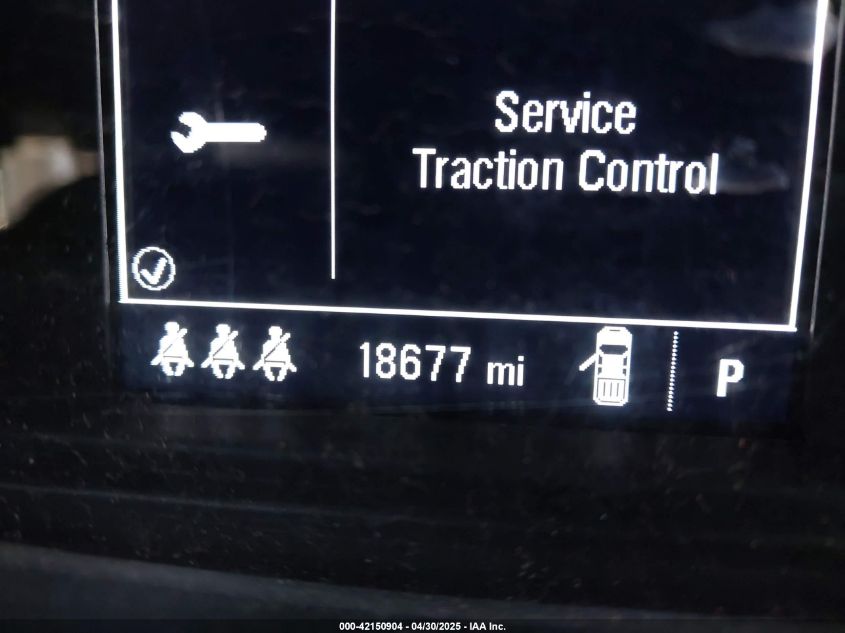 Service
Traction Control
18677 mi
P
000-42150904 - 04/30/2025 - IAA Inc.